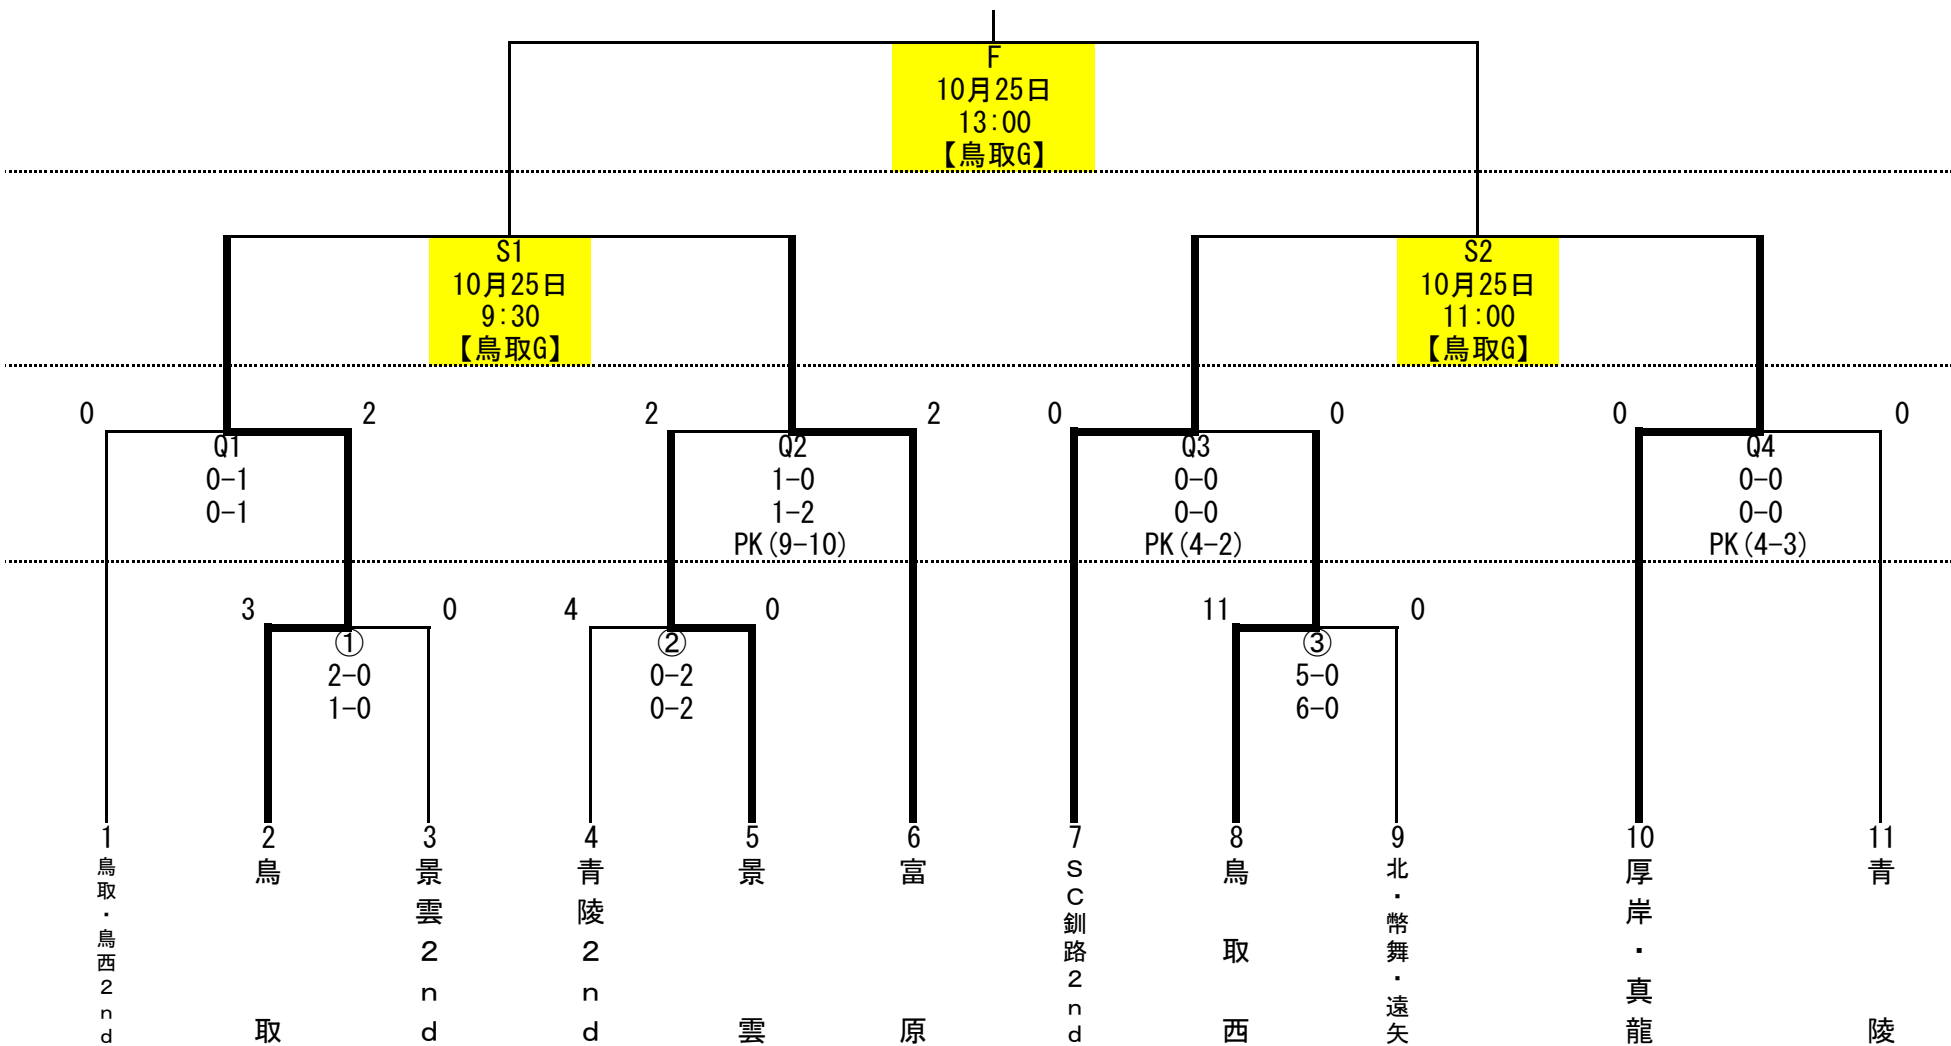 F
10月25日
13:00
【鳥取G】
S1
10月25日
9:30
【鳥取G】
S2
10月25日
11:00
【鳥取G】
0 2 2 2 0 0 0 0
Q1
0-1
0-1
Q2
1-0
1-2
PK(9-10)
Q3
0-0
0-0
PK(4-2)
Q4
0-0
0-0
PK(4-3)
3 0 4 0 11 0
①
2-0
1-0
②
0-2
0-2
③
5-0
6-0
1 2 3 4 5 6 7 8 9 10 11
鳥取・鳥西2nd
鳥取
景雲2nd
青陵2nd
景雲
富原
SC釧路2nd
鳥取西
北・幣舞・遠矢
厚岸・真龍
青陵